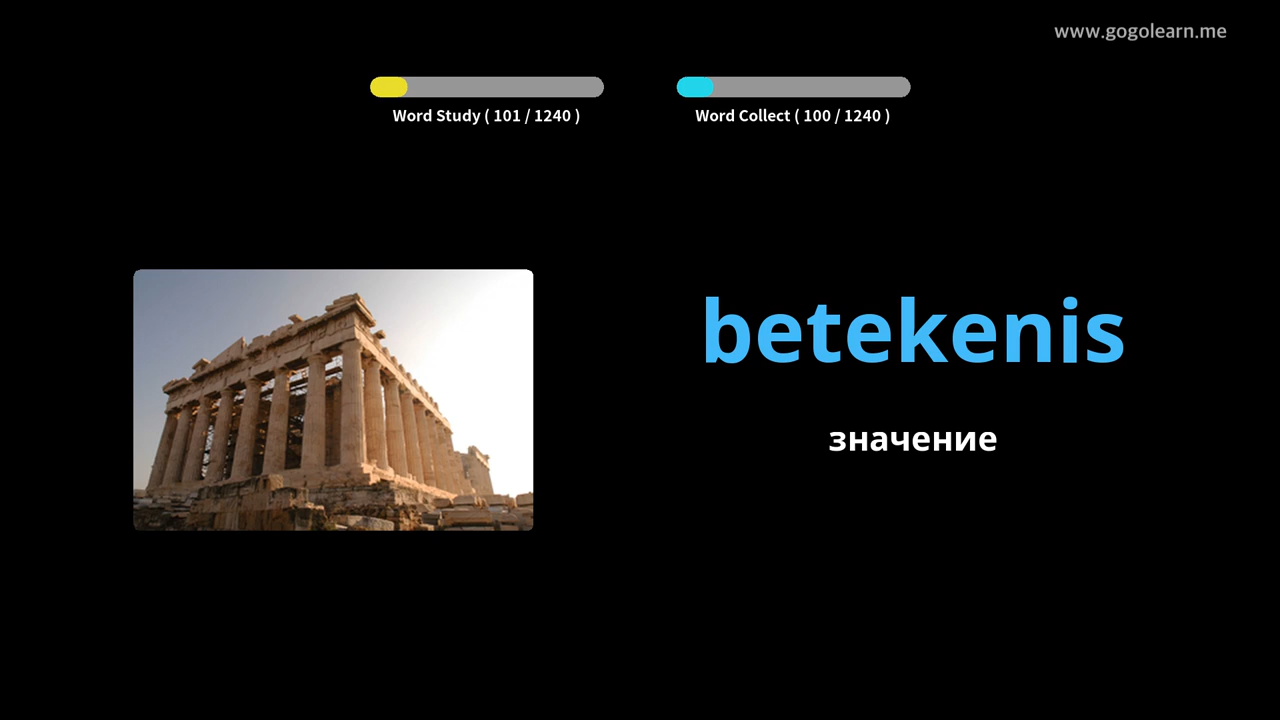 www.gogolearn.me
Word Study ( 101 / 1240 )
Word Collect ( 100 / 1240 )
betekenis
значение